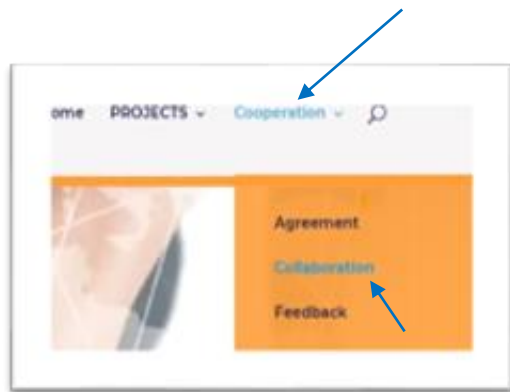 ome PROJECTS Cooperation
Agreement
Collaboration
Feedback